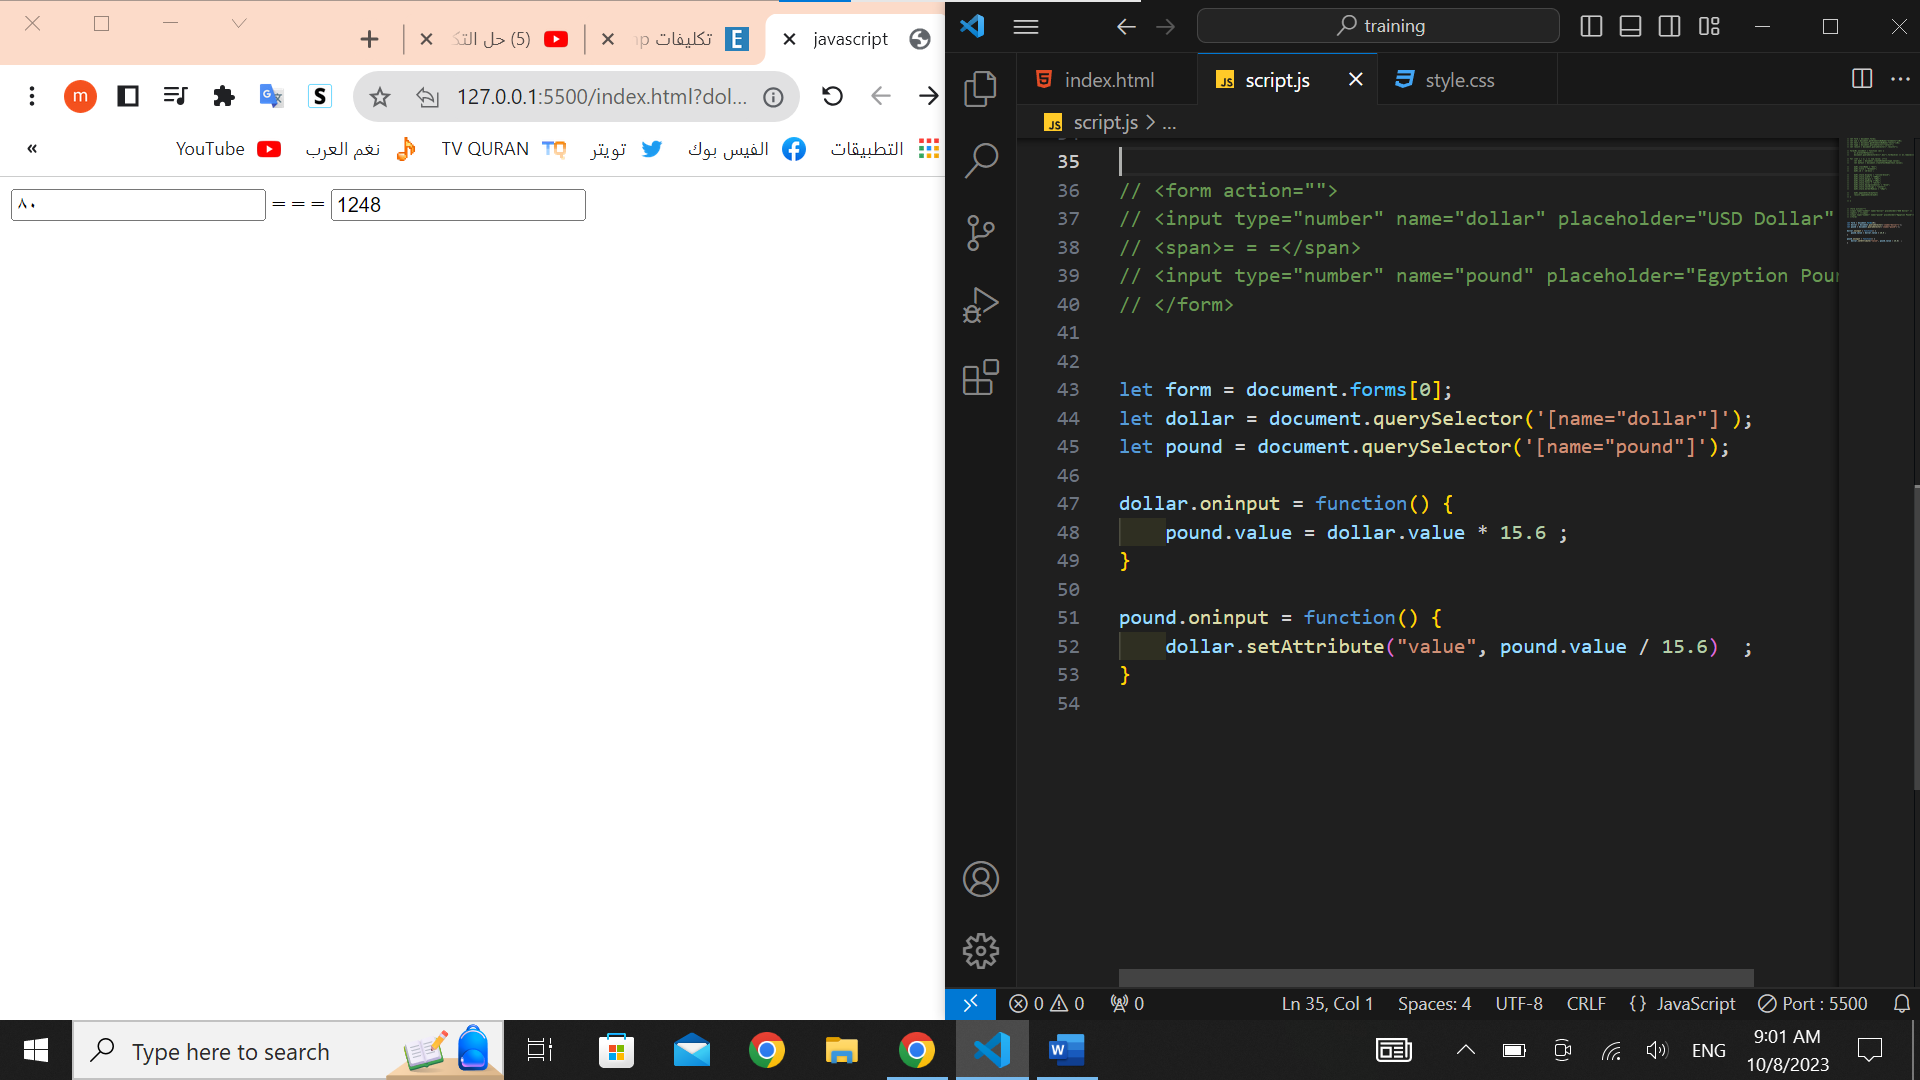 javascript
تكليفات
(5) حل التك
m
S
127.0.0.1:5500/index.html?dol...
«
YouTube
نغم العرب
TV QURAN
تويتر
الفيس بوك
التطبيقات
٨٠
= = =
1248
training
index.html
script.js
style.css
script.js > ...
35
36 // <form action="">
37 // <input type="number" name="dollar" placeholder="USD Dollar"
38 // <span>= = =</span>
39 // <input type="number" name="pound" placeholder="Egyption Pou
40 // </form>
41
42
43 let form = document.forms[0];
44 let dollar = document.querySelector('[name="dollar"]');
45 let pound = document.querySelector('[name="pound"]');
46
47 dollar.oninput = function() {
48 pound.value = dollar.value * 15.6 ;
49 }
50
51 pound.oninput = function() {
52 dollar.setAttribute("value", pound.value / 15.6) ;
53 }
54
0 0 0
Ln 35, Col 1 Spaces: 4 UTF-8 CRLF {} JavaScript Port : 5500
Type here to search
ENG
9:01 AM
10/8/2023